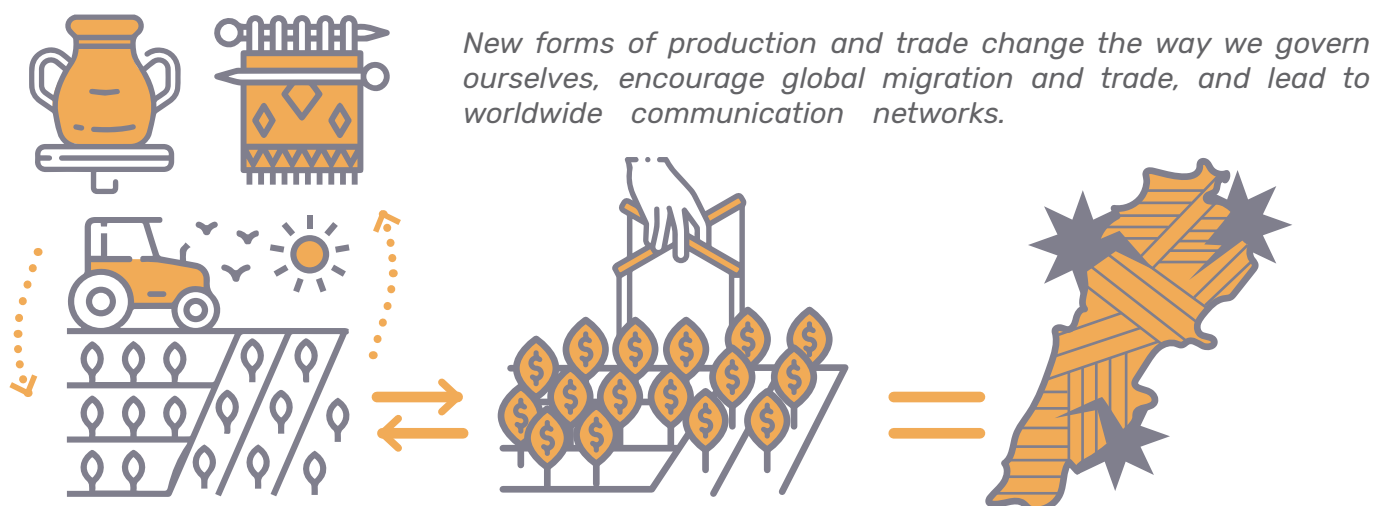 New forms of production and trade change the way we govern
ourselves, encourage global migration and trade, and lead to
worldwide communication networks.
$ $ $ $ $ $
$ $ $ $ $
$ $ $ $ $